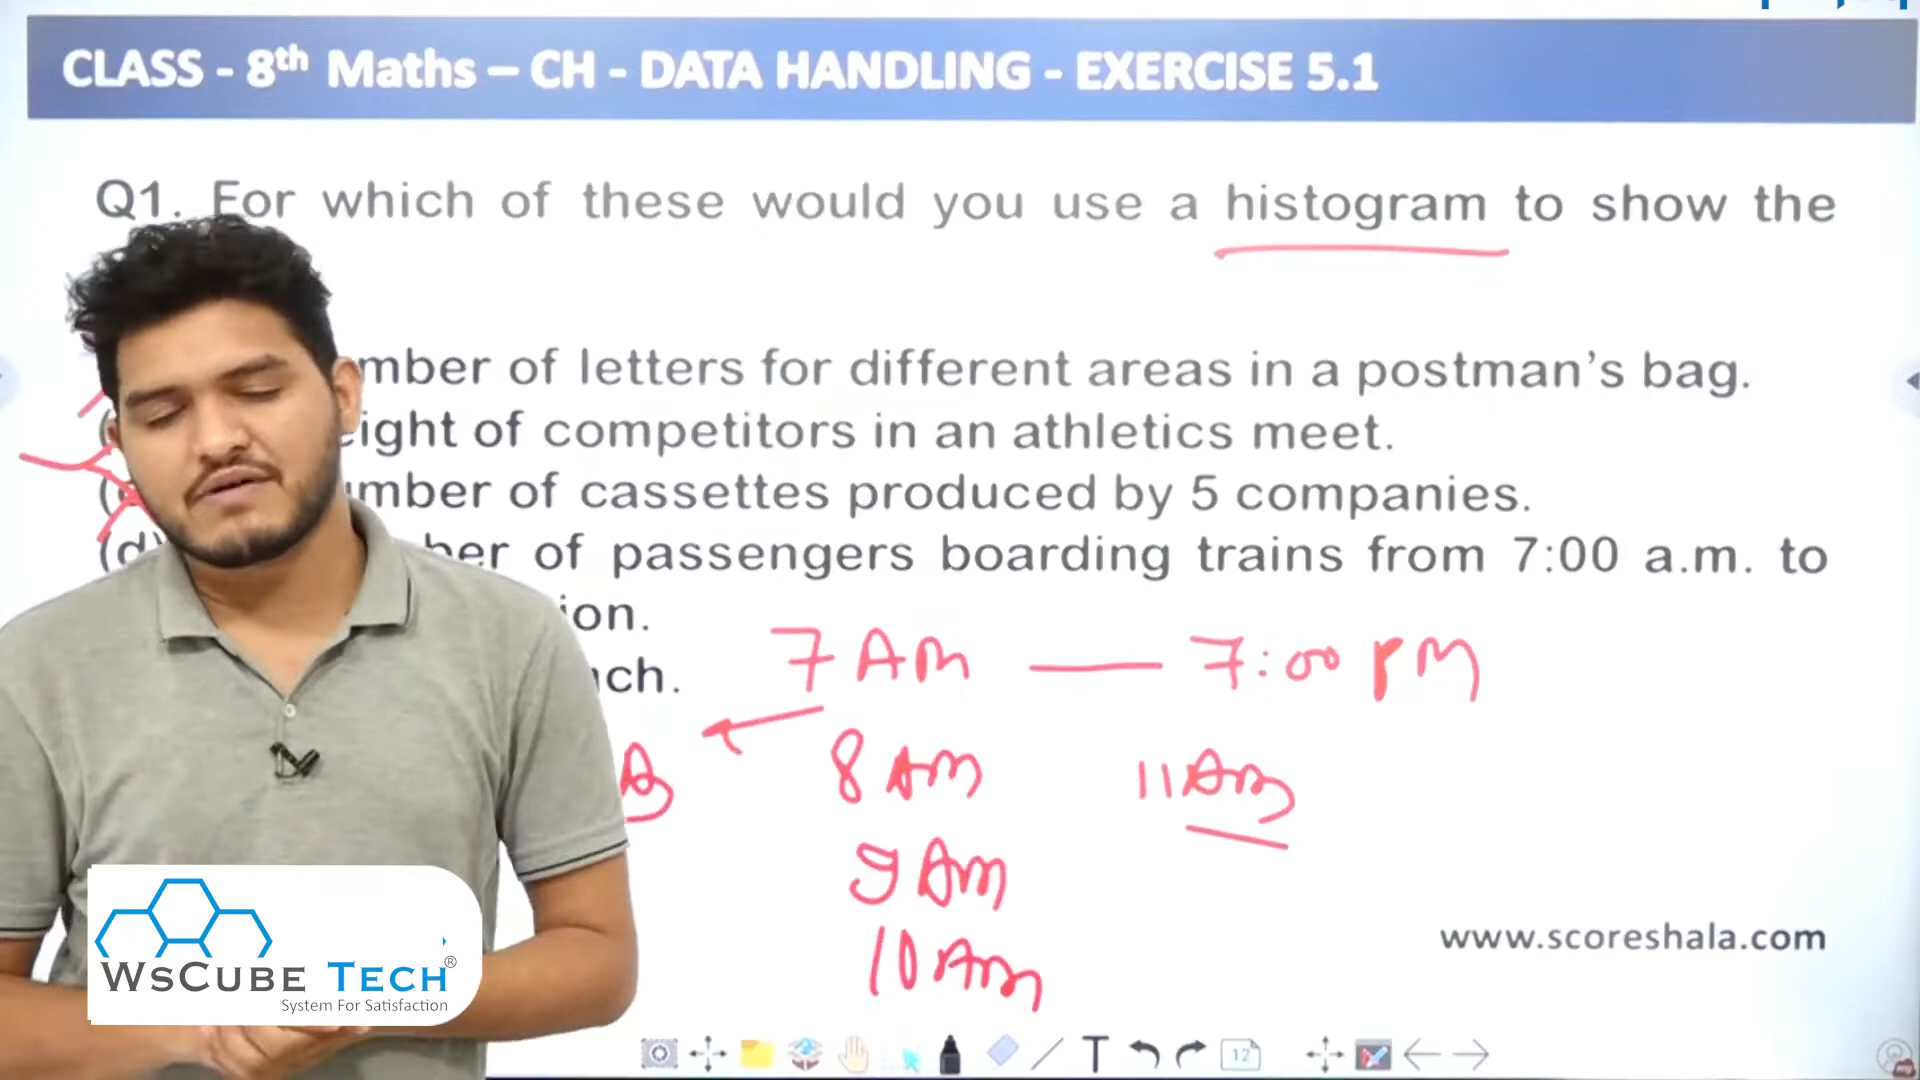 CLASS - 8th Maths – CH - DATA HANDLING - EXERCISE 5.1
Q1. For which of these would you use a histogram to show the
mber of letters for different areas in a postman's bag.
eight of competitors in an athletics meet.
umber of cassettes produced by 5 companies.
(d) ber of passengers boarding trains from 7:00 a.m. to
ion.
ch.
7 AM — 7:00 PM
8 AM 11 AM
9 AM
10 AM
www.scoreshala.com
WsCube Tech®
System For Satisfaction
T
12